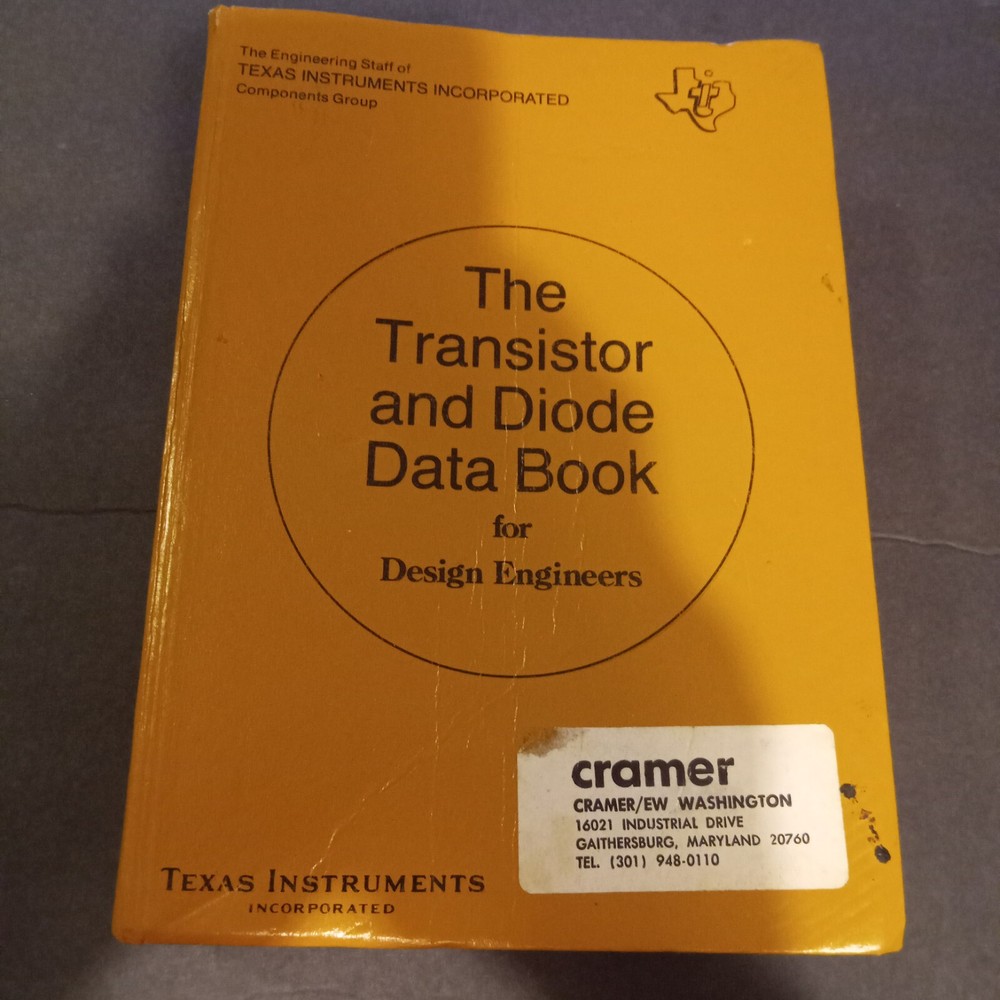 The Engineering Staff of
TEXAS INSTRUMENTS INCORPORATED
Components Group
The
Transistor
and Diode
Data Book
for
Design Engineers
cramer
CRAMER/EW WASHINGTON
16021 INDUSTRIAL DRIVE
GAITHERSBURG, MARYLAND 20760
TEL. (301) 948-0110
TEXAS INSTRUMENTS
INCORPORATED